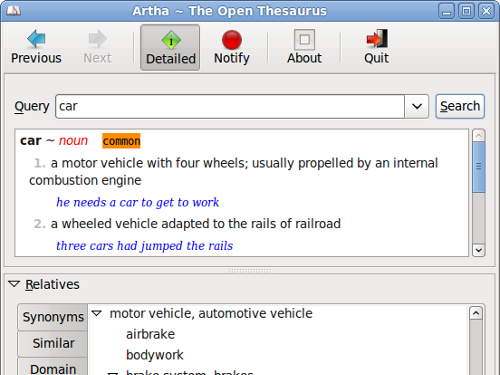 Artha ~ The Open Thesaurus
Previous Next Detailed Notify About Quit
Query car Search
car ~ noun common
1. a motor vehicle with four wheels; usually propelled by an internal
combustion engine
he needs a car to get to work
2. a wheeled vehicle adapted to the rails of railroad
three cars had jumped the rails
Relatives
Synonyms motor vehicle, automotive vehicle
airbrake
Similar
bodywork
Domain
brake system, brakes